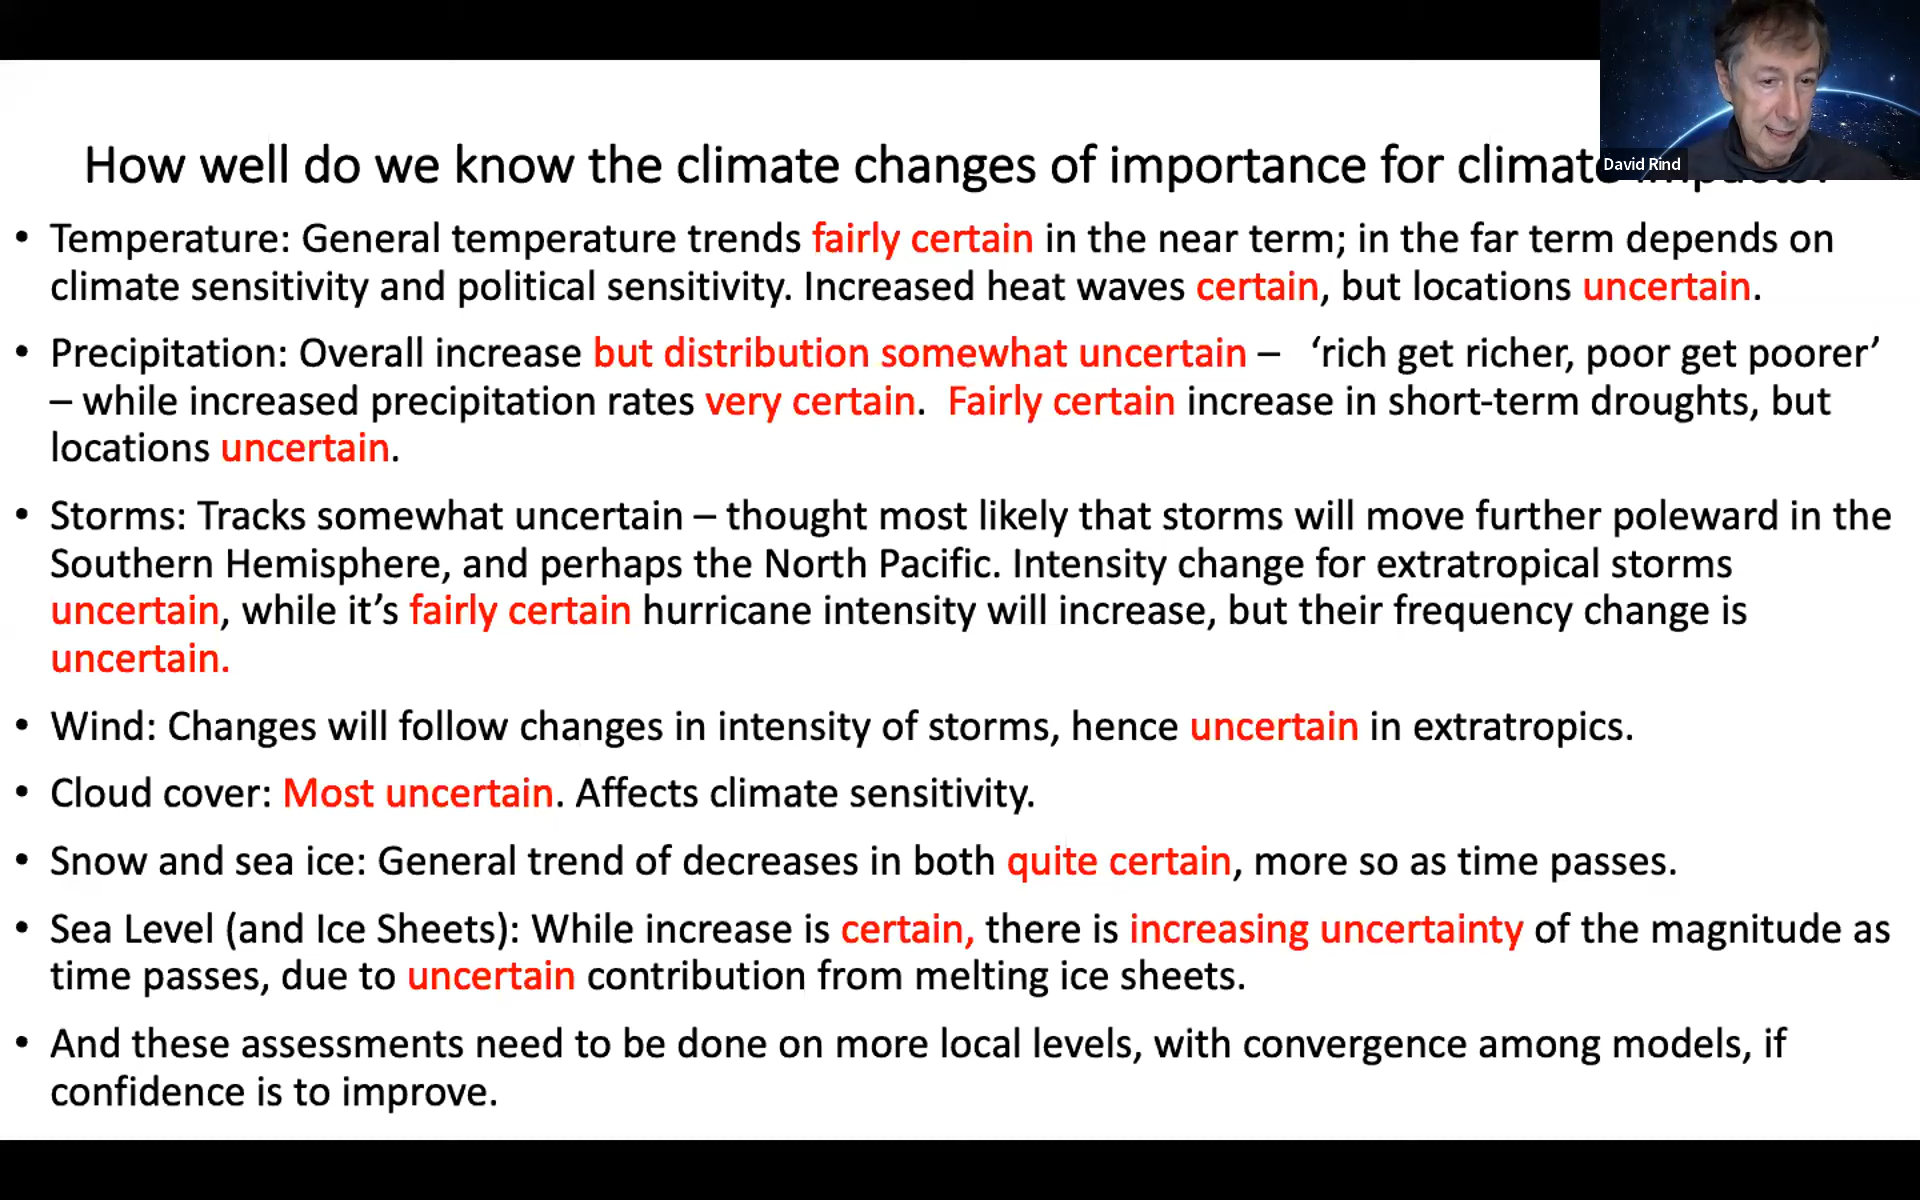 David Rind
How well do we know the climate changes of importance for climate impacts?
• Temperature: General temperature trends fairly certain in the near term; in the far term depends on
climate sensitivity and political sensitivity. Increased heat waves certain, but locations uncertain.
• Precipitation: Overall increase but distribution somewhat uncertain – ‘rich get richer, poor get poorer’
– while increased precipitation rates very certain. Fairly certain increase in short-term droughts, but
locations uncertain.
• Storms: Tracks somewhat uncertain – thought most likely that storms will move further poleward in the
Southern Hemisphere, and perhaps the North Pacific. Intensity change for extratropical storms
uncertain, while it’s fairly certain hurricane intensity will increase, but their frequency change is
uncertain.
• Wind: Changes will follow changes in intensity of storms, hence uncertain in extratropics.
• Cloud cover: Most uncertain. Affects climate sensitivity.
• Snow and sea ice: General trend of decreases in both quite certain, more so as time passes.
• Sea Level (and Ice Sheets): While increase is certain, there is increasing uncertainty of the magnitude as
time passes, due to uncertain contribution from melting ice sheets.
• And these assessments need to be done on more local levels, with convergence among models, if
confidence is to improve.